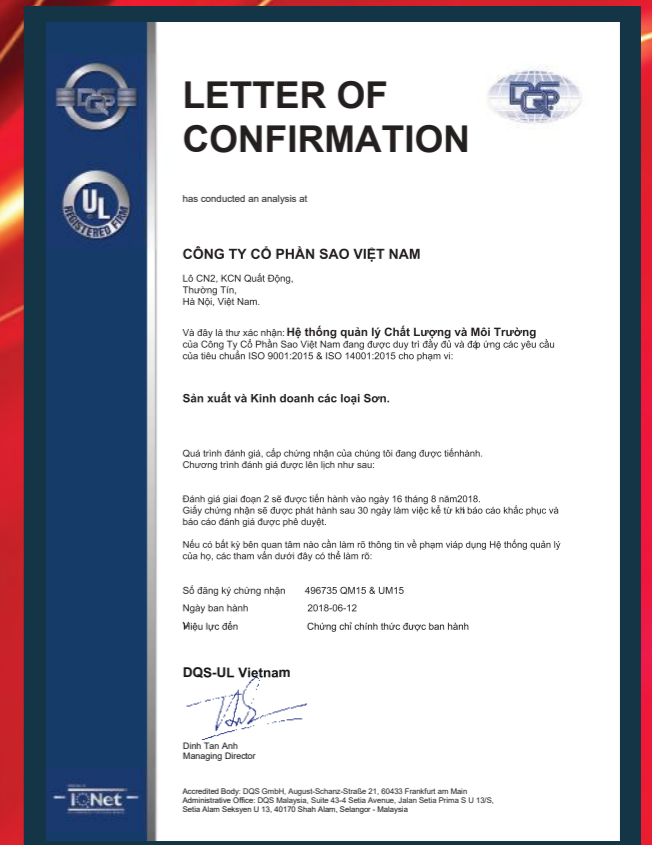 DQS
UL
REGISTERED FIRM
LETTER OF
CONFIRMATION
DQS
has conducted an analysis at
CÔNG TY CỔ PHẦN SAO VIỆT NAM
Lô CN2, KCN Quất Động,
Thường Tín,
Hà Nội, Việt Nam.
Và đây là thư xác nhận: Hệ thống quản lý Chất Lượng và Môi Trường
của Công Ty Cổ Phần Sao Việt Nam đang được duy trì đầy đủ và đáp ứng các yêu cầu
của tiêu chuẩn ISO 9001:2015 & ISO 14001:2015 cho phạm vi:
Sản xuất và Kinh doanh các loại Sơn.
Quá trình đánh giá, cấp chứng nhận của chúng tôi đang được tiếnhành.
Chương trình đánh giá được lên lịch như sau:
Đánh giá giai đoạn 2 sẽ được tiến hành vào ngày 16 tháng 8 năm2018.
Giấy chứng nhận sẽ được phát hành sau 30 ngày làm việc kể từ khi báo cáo khắc phục và
báo cáo đánh giá được phê duyệt.
Nếu có bất kỳ bên quan tâm nào cần làm rõ thông tin về phạm viáp dụng Hệ thống quản lý
của họ, các tham vấn dưới đây có thể làm rõ:
Số đăng ký chứng nhận 496735 QM15 & UM15
Ngày ban hành 2018-06-12
Hiệu lực đến Chứng chỉ chính thức được ban hành
DQS-UL Vietnam
Dinh Tan Anh
Managing Director
IQNet
Accredited Body: DQS GmbH, August-Schanz-Straße 21, 60433 Frankfurt am Main
Administrative Office: DQS Malaysia, Suite 43-4 Setia Avenue, Jalan Setia Prima S U 13/S,
Setia Alam Seksyen U 13, 40170 Shah Alam, Selangor - Malaysia